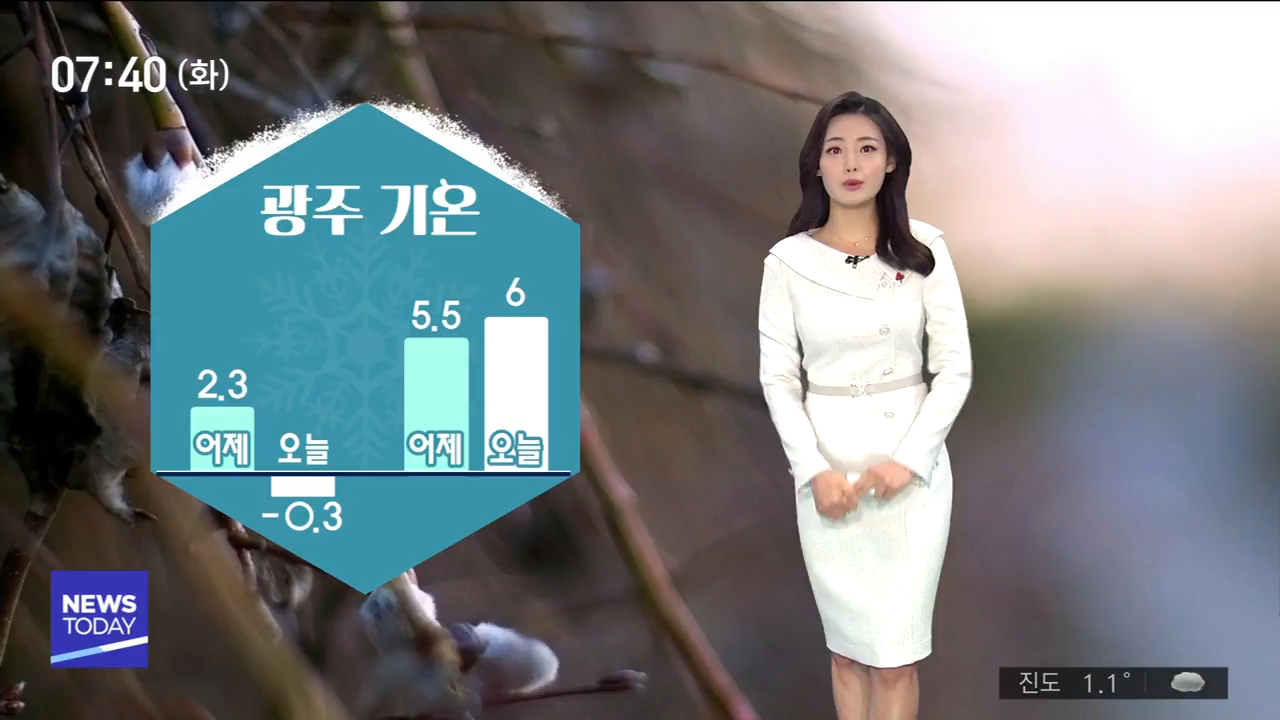 07:40 (화)
광주 기온
2.3
어제
오늘
-0.3
5.5
어제
6
오늘
NEWS
TODAY
진도 1.1°